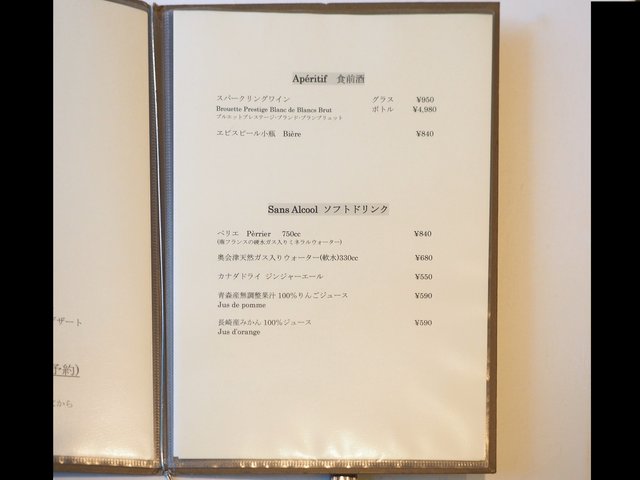 Apéritif 食前酒
スパークリングワイン グラス ¥950
Brouette Prestige Blanc de Blancs Brut ボトル ¥4,980
ブルエットプレステージ・ブランド・ブランブリュット
ヱビスビール小瓶 Bière ¥840
Sans Alcool ソフトドリンク
ペリエ Pèrrier 750cc ¥840
(南フランスの硬水ガス入りミネラルウォーター)
奥会津天然ガス入りウォーター(軟水)330cc ¥680
カナダドライ ジンジャーエール ¥550
青森産無調整果汁 100%りんごジュース ¥590
Jus de pomme
長崎産みかん 100%ジュース ¥590
Jus d'orange
ザート
予約)
から